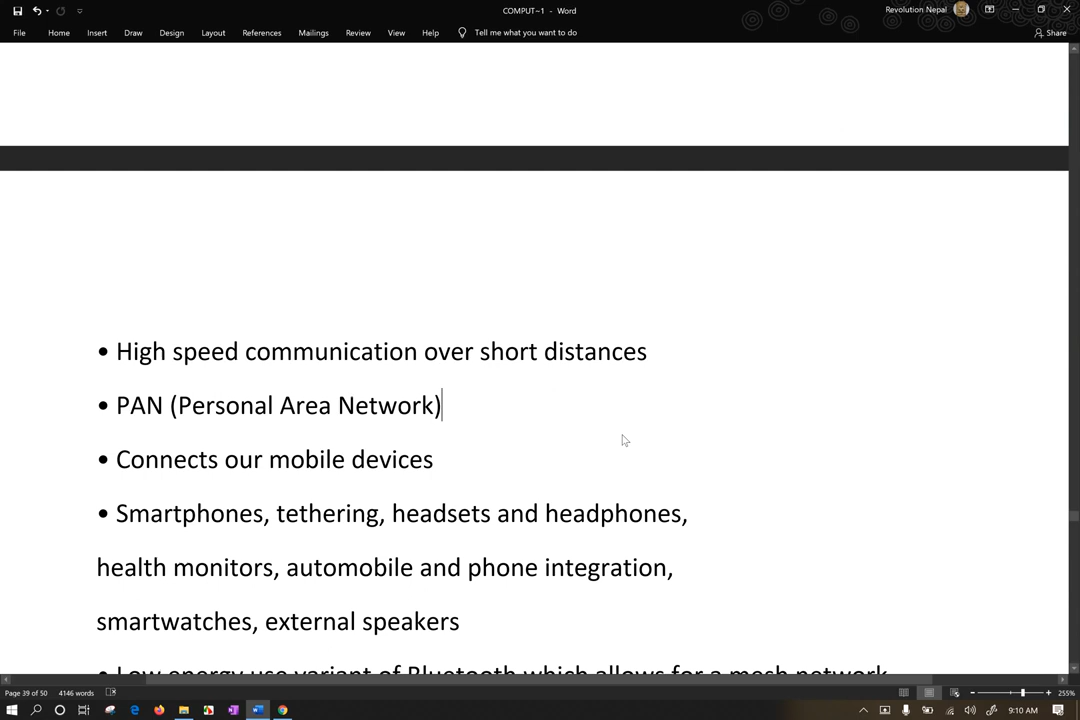 COMPUT~1 - Word
Revolution Nepal
File Home Insert Draw Design Layout References Mailings Review View Help Tell me what you want to do
Share
• High speed communication over short distances
• PAN (Personal Area Network)
• Connects our mobile devices
• Smartphones, tethering, headsets and headphones,
health monitors, automobile and phone integration,
smartwatches, external speakers
• Low energy use variant of Bluetooth which allows for a mesh network
Page 39 of 50 4146 words
255%
9:10 AM